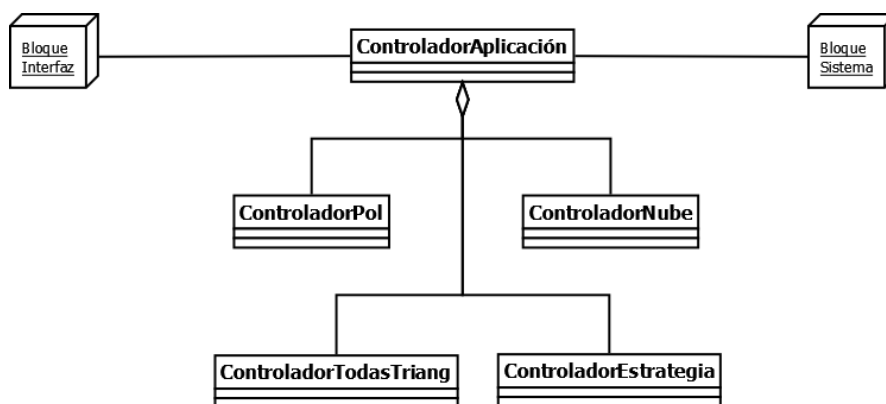 Bloque
Interfaz
ControladorAplicación
Bloque
Sistema
ControladorPol
ControladorNube
ControladorTodasTriang
ControladorEstrategia